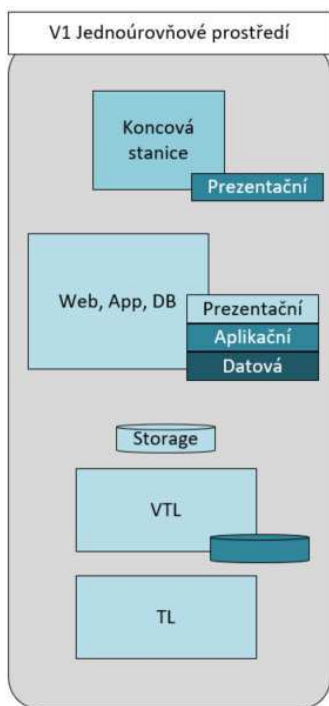 V1 Jednoúrovňové prostředí
Koncová
stanice
Prezentační
Web, App, DB
Prezentační
Aplikační
Datová
Storage
VTL
TL